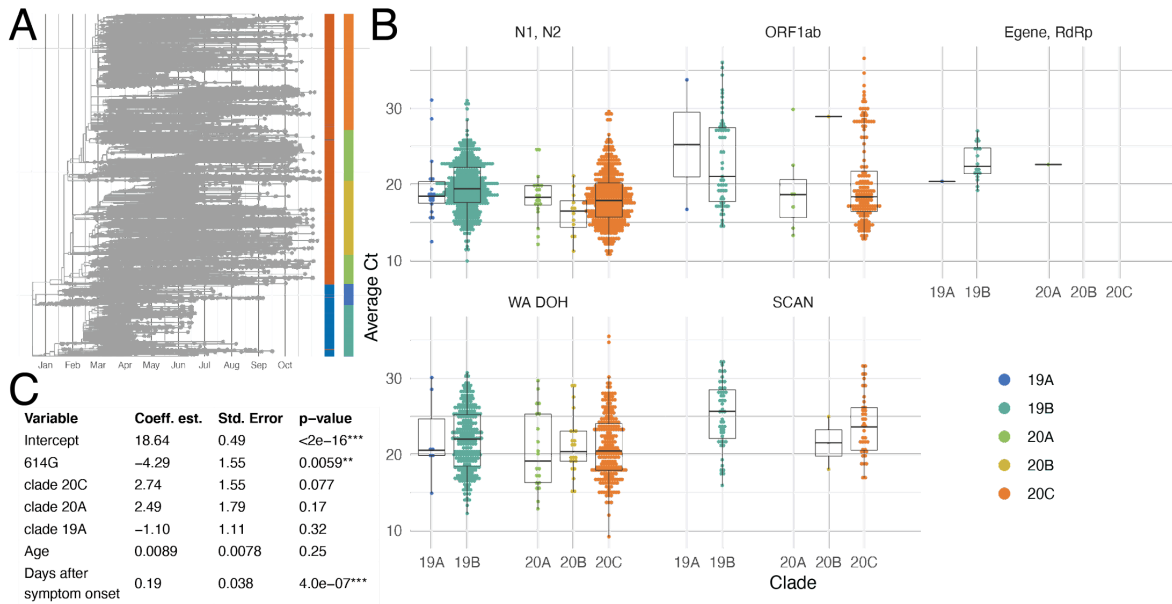 A
Jan Feb Mar Apr May Jun Jul Aug Sep Oct
B
N1, N2
ORF1ab
Egene, RdRp
30
20
10
19A 19B 20A 20B 20C
Average Ct
WA DOH
SCAN
30
20
10
19A 19B 20A 20B 20C 19A 19B 20A 20B 20C
Clade
19A
19B
20A
20B
20C
C
Variable Coeff. est. Std. Error p−value
Intercept 18.64 0.49 <2e−16***
614G −4.29 1.55 0.0059**
clade 20C 2.74 1.55 0.077
clade 20A 2.49 1.79 0.17
clade 19A −1.10 1.11 0.32
Age 0.0089 0.0078 0.25
Days after
symptom onset 0.19 0.038 4.0e−07***